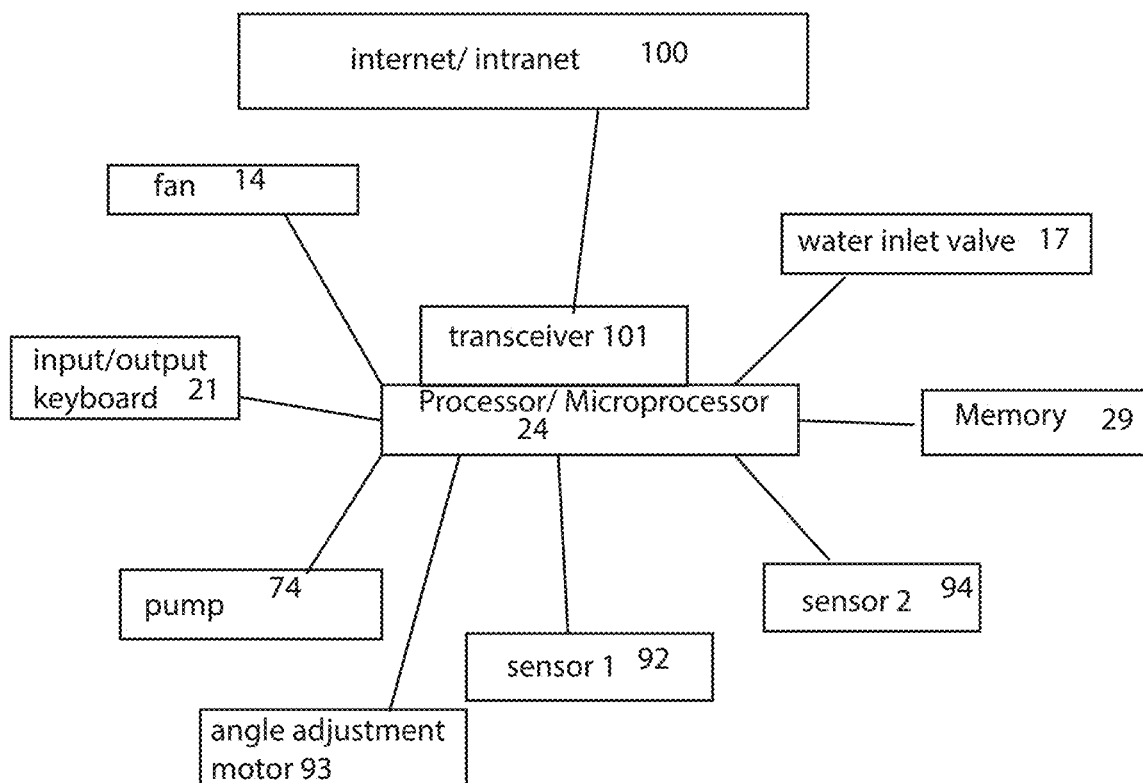 internet/ intranet 100
fan 14
water inlet valve 17
transceiver 101
input/output
keyboard 21
Processor/ Microprocessor
24
Memory 29
pump 74
sensor 2 94
sensor 1 92
angle adjustment
motor 93